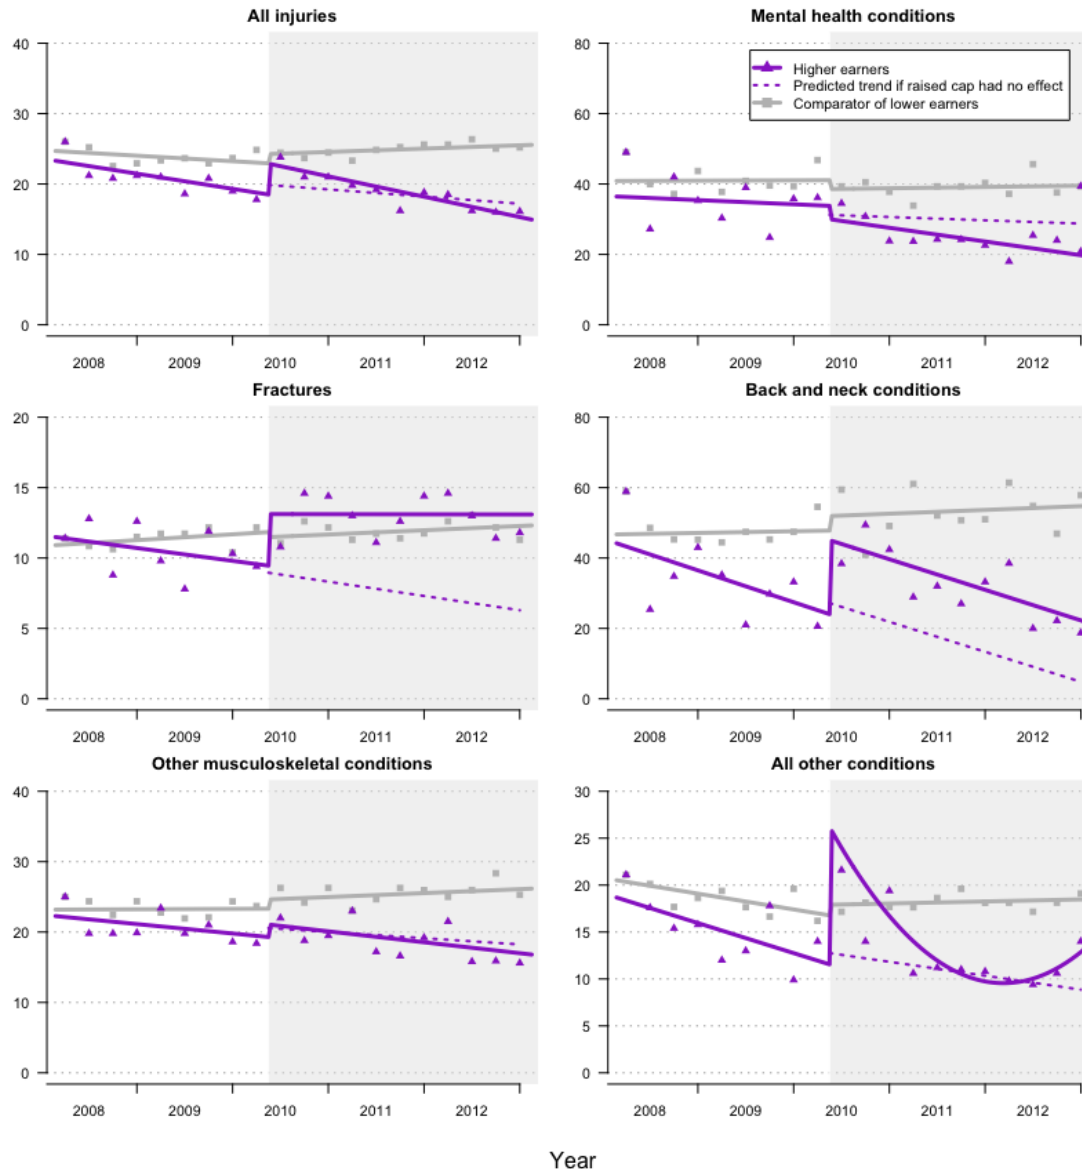 All injuries
40
30
20
10
0
2008 2009 2010 2011 2012
Mental health conditions
Higher earners
Predicted trend if raised cap had no effect
Comparator of lower earners
80
60
40
20
0
2008 2009 2010 2011 2012
Fractures
20
15
10
5
0
2008 2009 2010 2011 2012
Back and neck conditions
80
60
40
20
0
2008 2009 2010 2011 2012
Other musculoskeletal conditions
40
30
20
10
0
2008 2009 2010 2011 2012
All other conditions
30
25
20
15
10
5
0
2008 2009 2010 2011 2012
Year